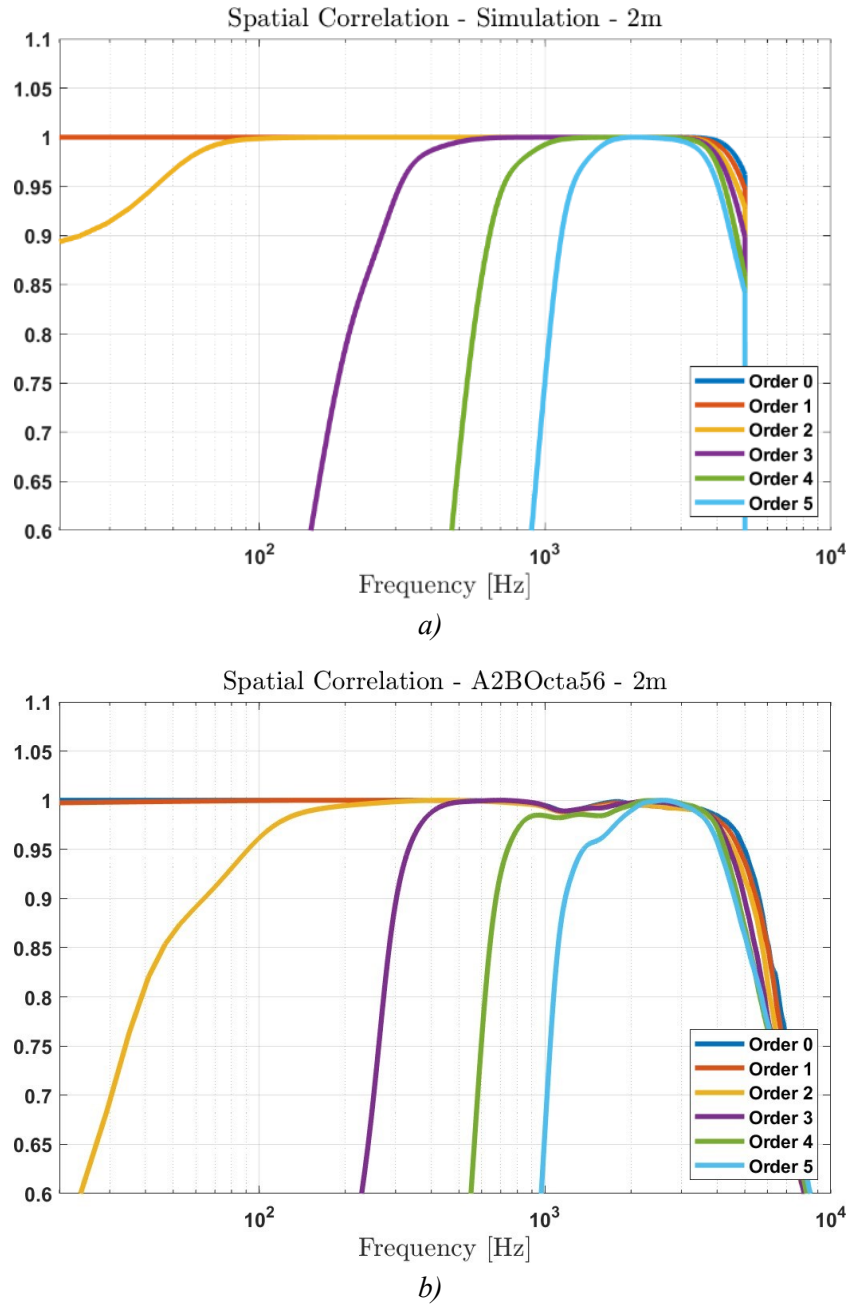 Spatial Correlation - Simulation - 2m
1.1
1.05
1
0.95
0.9
0.85
0.8
0.75
0.7
0.65
0.6
Order 0
Order 1
Order 2
Order 3
Order 4
Order 5
10^2
10^3
10^4
Frequency [Hz]
a)
Spatial Correlation - A2BOcta56 - 2m
1.1
1.05
1
0.95
0.9
0.85
0.8
0.75
0.7
0.65
0.6
Order 0
Order 1
Order 2
Order 3
Order 4
Order 5
10^2
10^3
10^4
Frequency [Hz]
b)